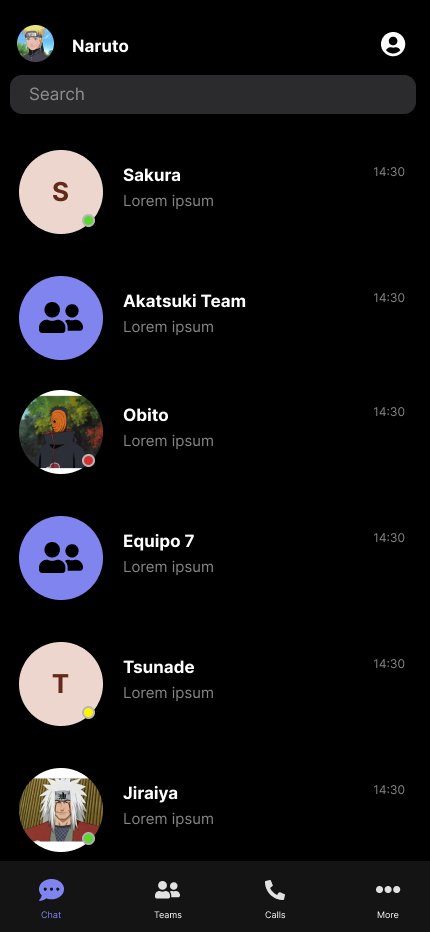 Naruto
Search
S
Sakura
14:30
Lorem ipsum
Akatsuki Team
14:30
Lorem ipsum
Obito
14:30
Lorem ipsum
Equipo 7
14:30
Lorem ipsum
T
Tsunade
14:30
Lorem ipsum
Jiraiya
14:30
Lorem ipsum
Chat
Teams
Calls
More